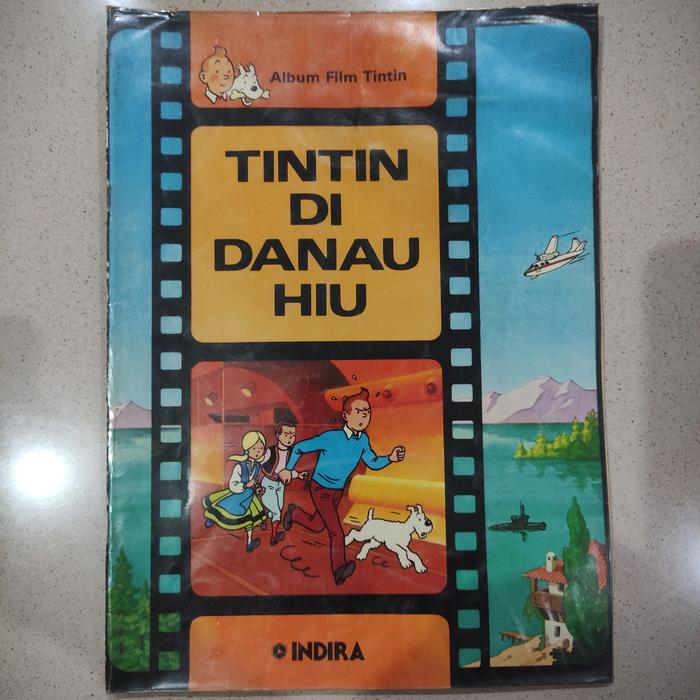 Album Film Tintin
TINTIN
DI
DANAU
HIU
INDIRA